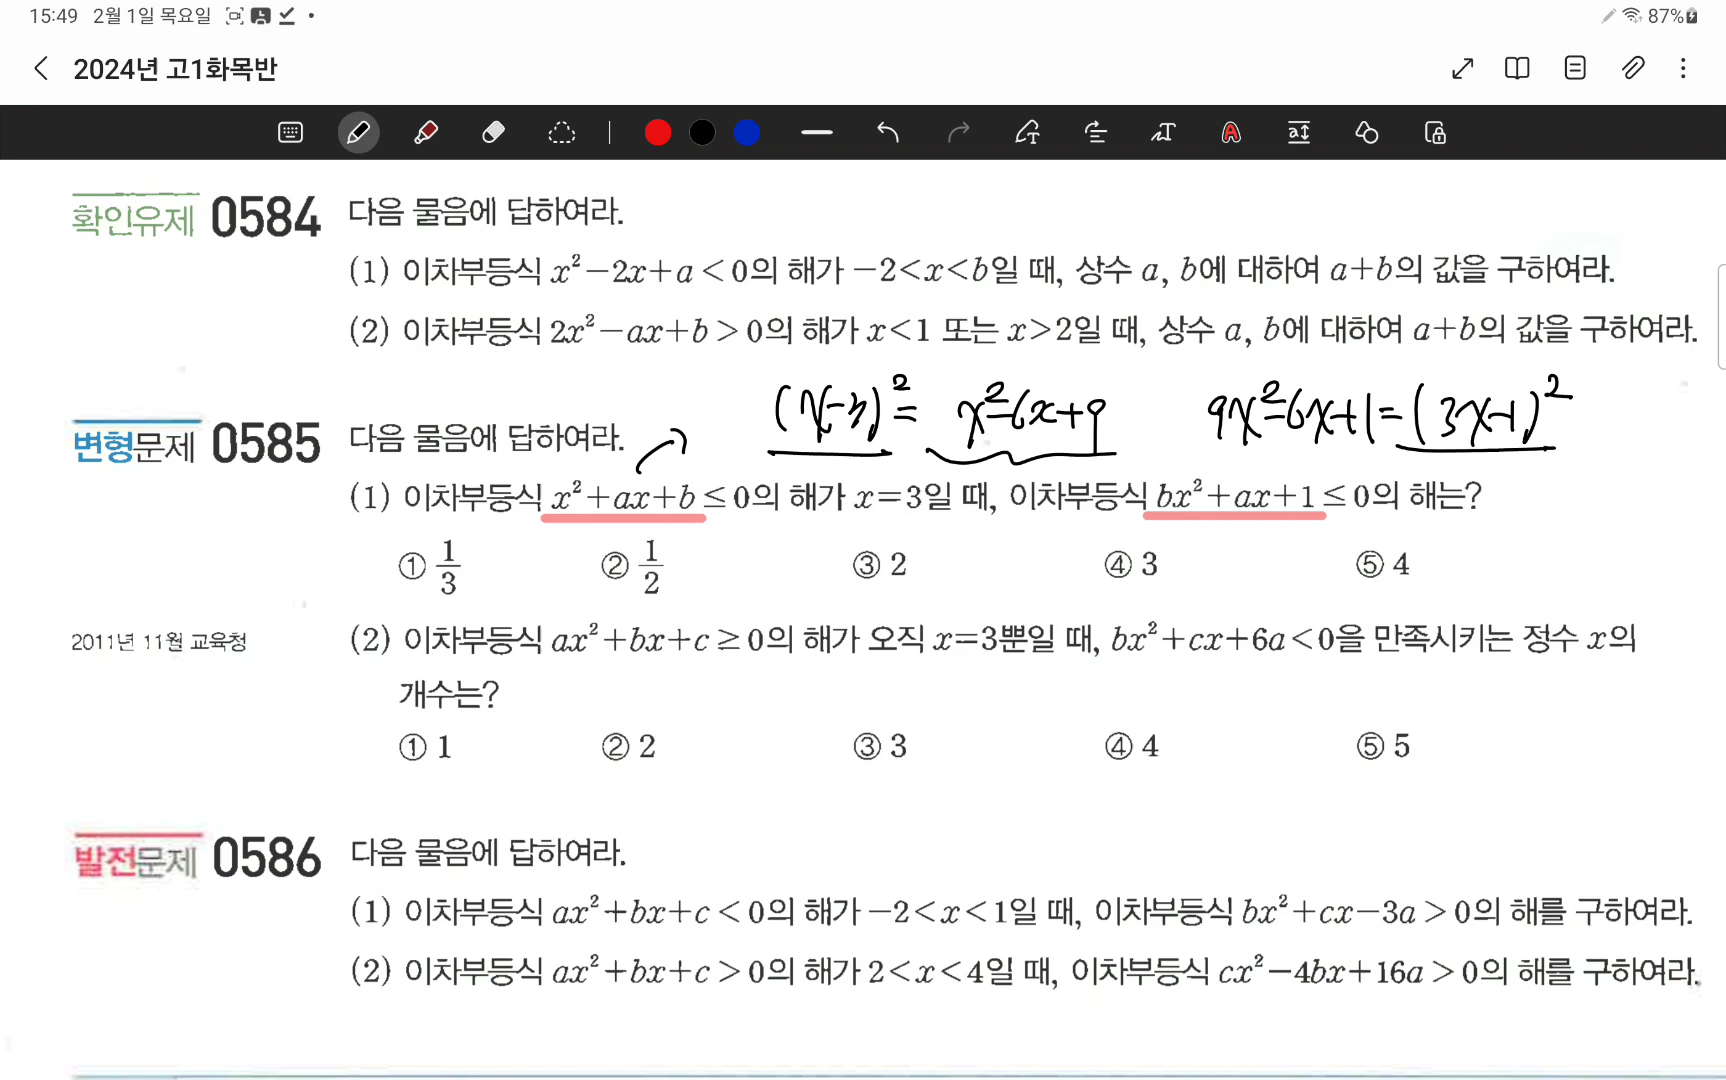 15:49 2월 1일 목요일 87%
2024년 고1화목반
확인유제 0584 다음 물음에 답하여라.
(1) 이차부등식 x²−2x+a<0의 해가 −2<x<b일 때, 상수 a, b에 대하여 a+b의 값을 구하여라.
(2) 이차부등식 2x²−ax+b>0의 해가 x<1 또는 x>2일 때, 상수 a, b에 대하여 a+b의 값을 구하여라.
(x−3)²= x²−6x+9 9x²−6x+1=(3x−1)²
변형문제 0585 다음 물음에 답하여라.
(1) 이차부등식 x²+ax+b≤0의 해가 x=3일 때, 이차부등식 bx²+ax+1≤0의 해는?
① 1/3 ② 1/2 ③ 2 ④ 3 ⑤ 4
2011년 11월 교육청 (2) 이차부등식 ax²+bx+c≥0의 해가 오직 x=3뿐일 때, bx²+cx+6a<0을 만족시키는 정수 x의
개수는?
① 1 ② 2 ③ 3 ④ 4 ⑤ 5
발전문제 0586 다음 물음에 답하여라.
(1) 이차부등식 ax²+bx+c<0의 해가 −2<x<1일 때, 이차부등식 bx²+cx−3a>0의 해를 구하여라.
(2) 이차부등식 ax²+bx+c>0의 해가 2<x<4일 때, 이차부등식 cx²−4bx+16a>0의 해를 구하여라.